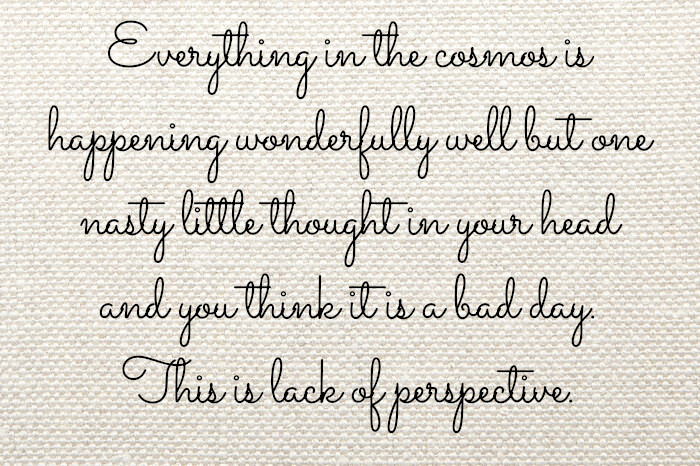 Everything in the cosmos is
happening wonderfully well but one
nasty little thought in your head
and you think it is a bad day.
This is lack of perspective.